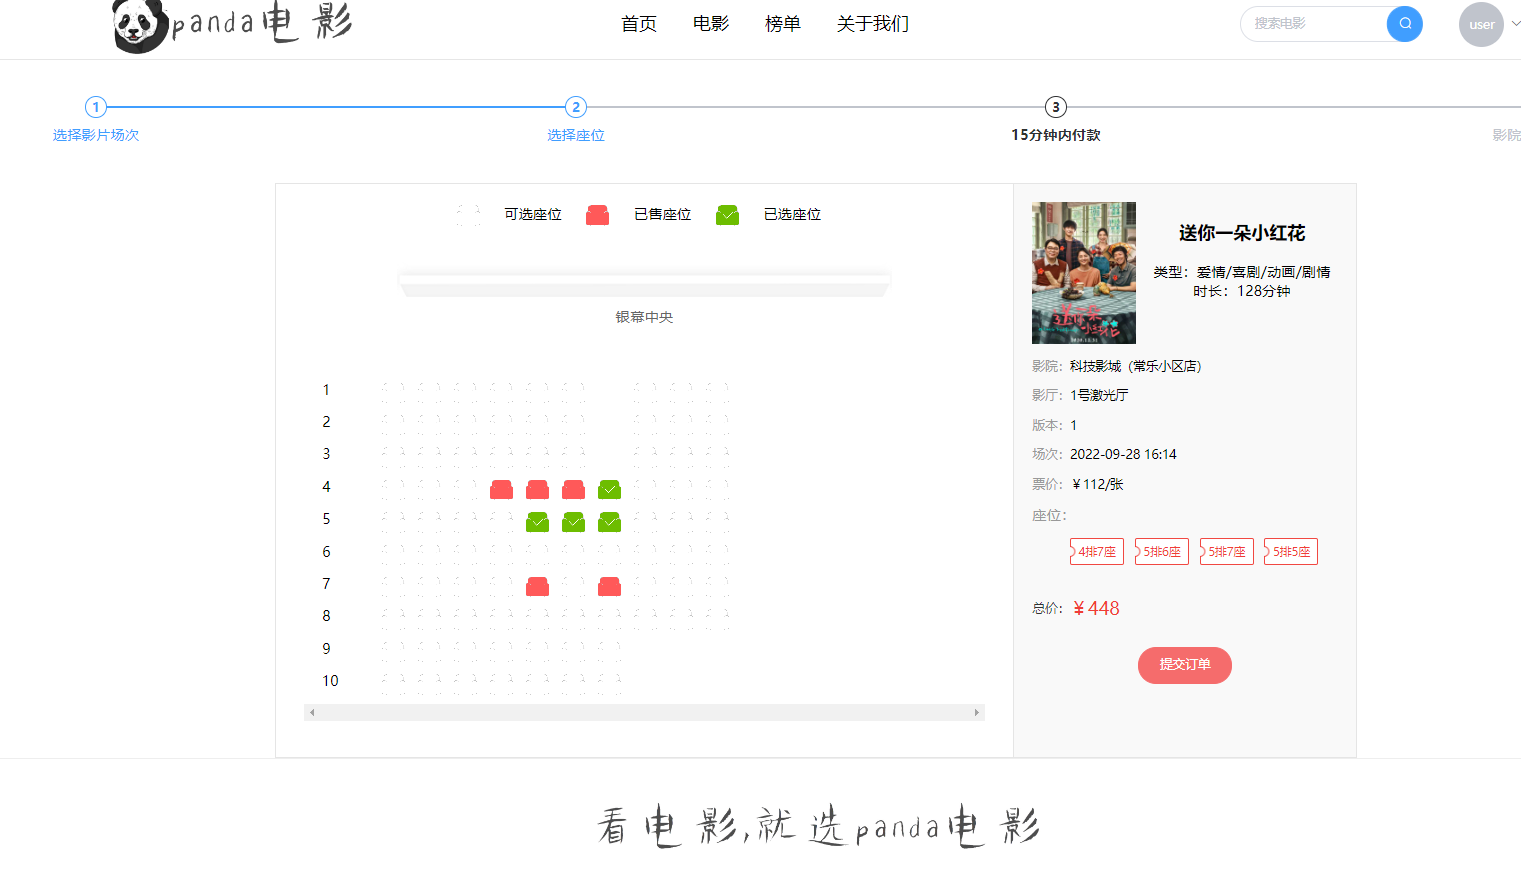 panda电影
首页 电影 榜单 关于我们
搜索电影
user
1 2 3
选择影片场次 选择座位 15分钟内付款 影院
可选座位 已售座位 已选座位
银幕中央
1
2
3
4
5
6
7
8
9
10
送你一朵小红花
类型：爱情/喜剧/动画/剧情
时长：128分钟
送你一朵
小红花
影院：科技影城（常乐小区店）
影厅：1号激光厅
版本：1
场次：2022-09-28 16:14
票价：￥112/张
座位：
4排7座 5排6座 5排7座 5排5座
总价：￥448
提交订单
看电影,就选panda电影